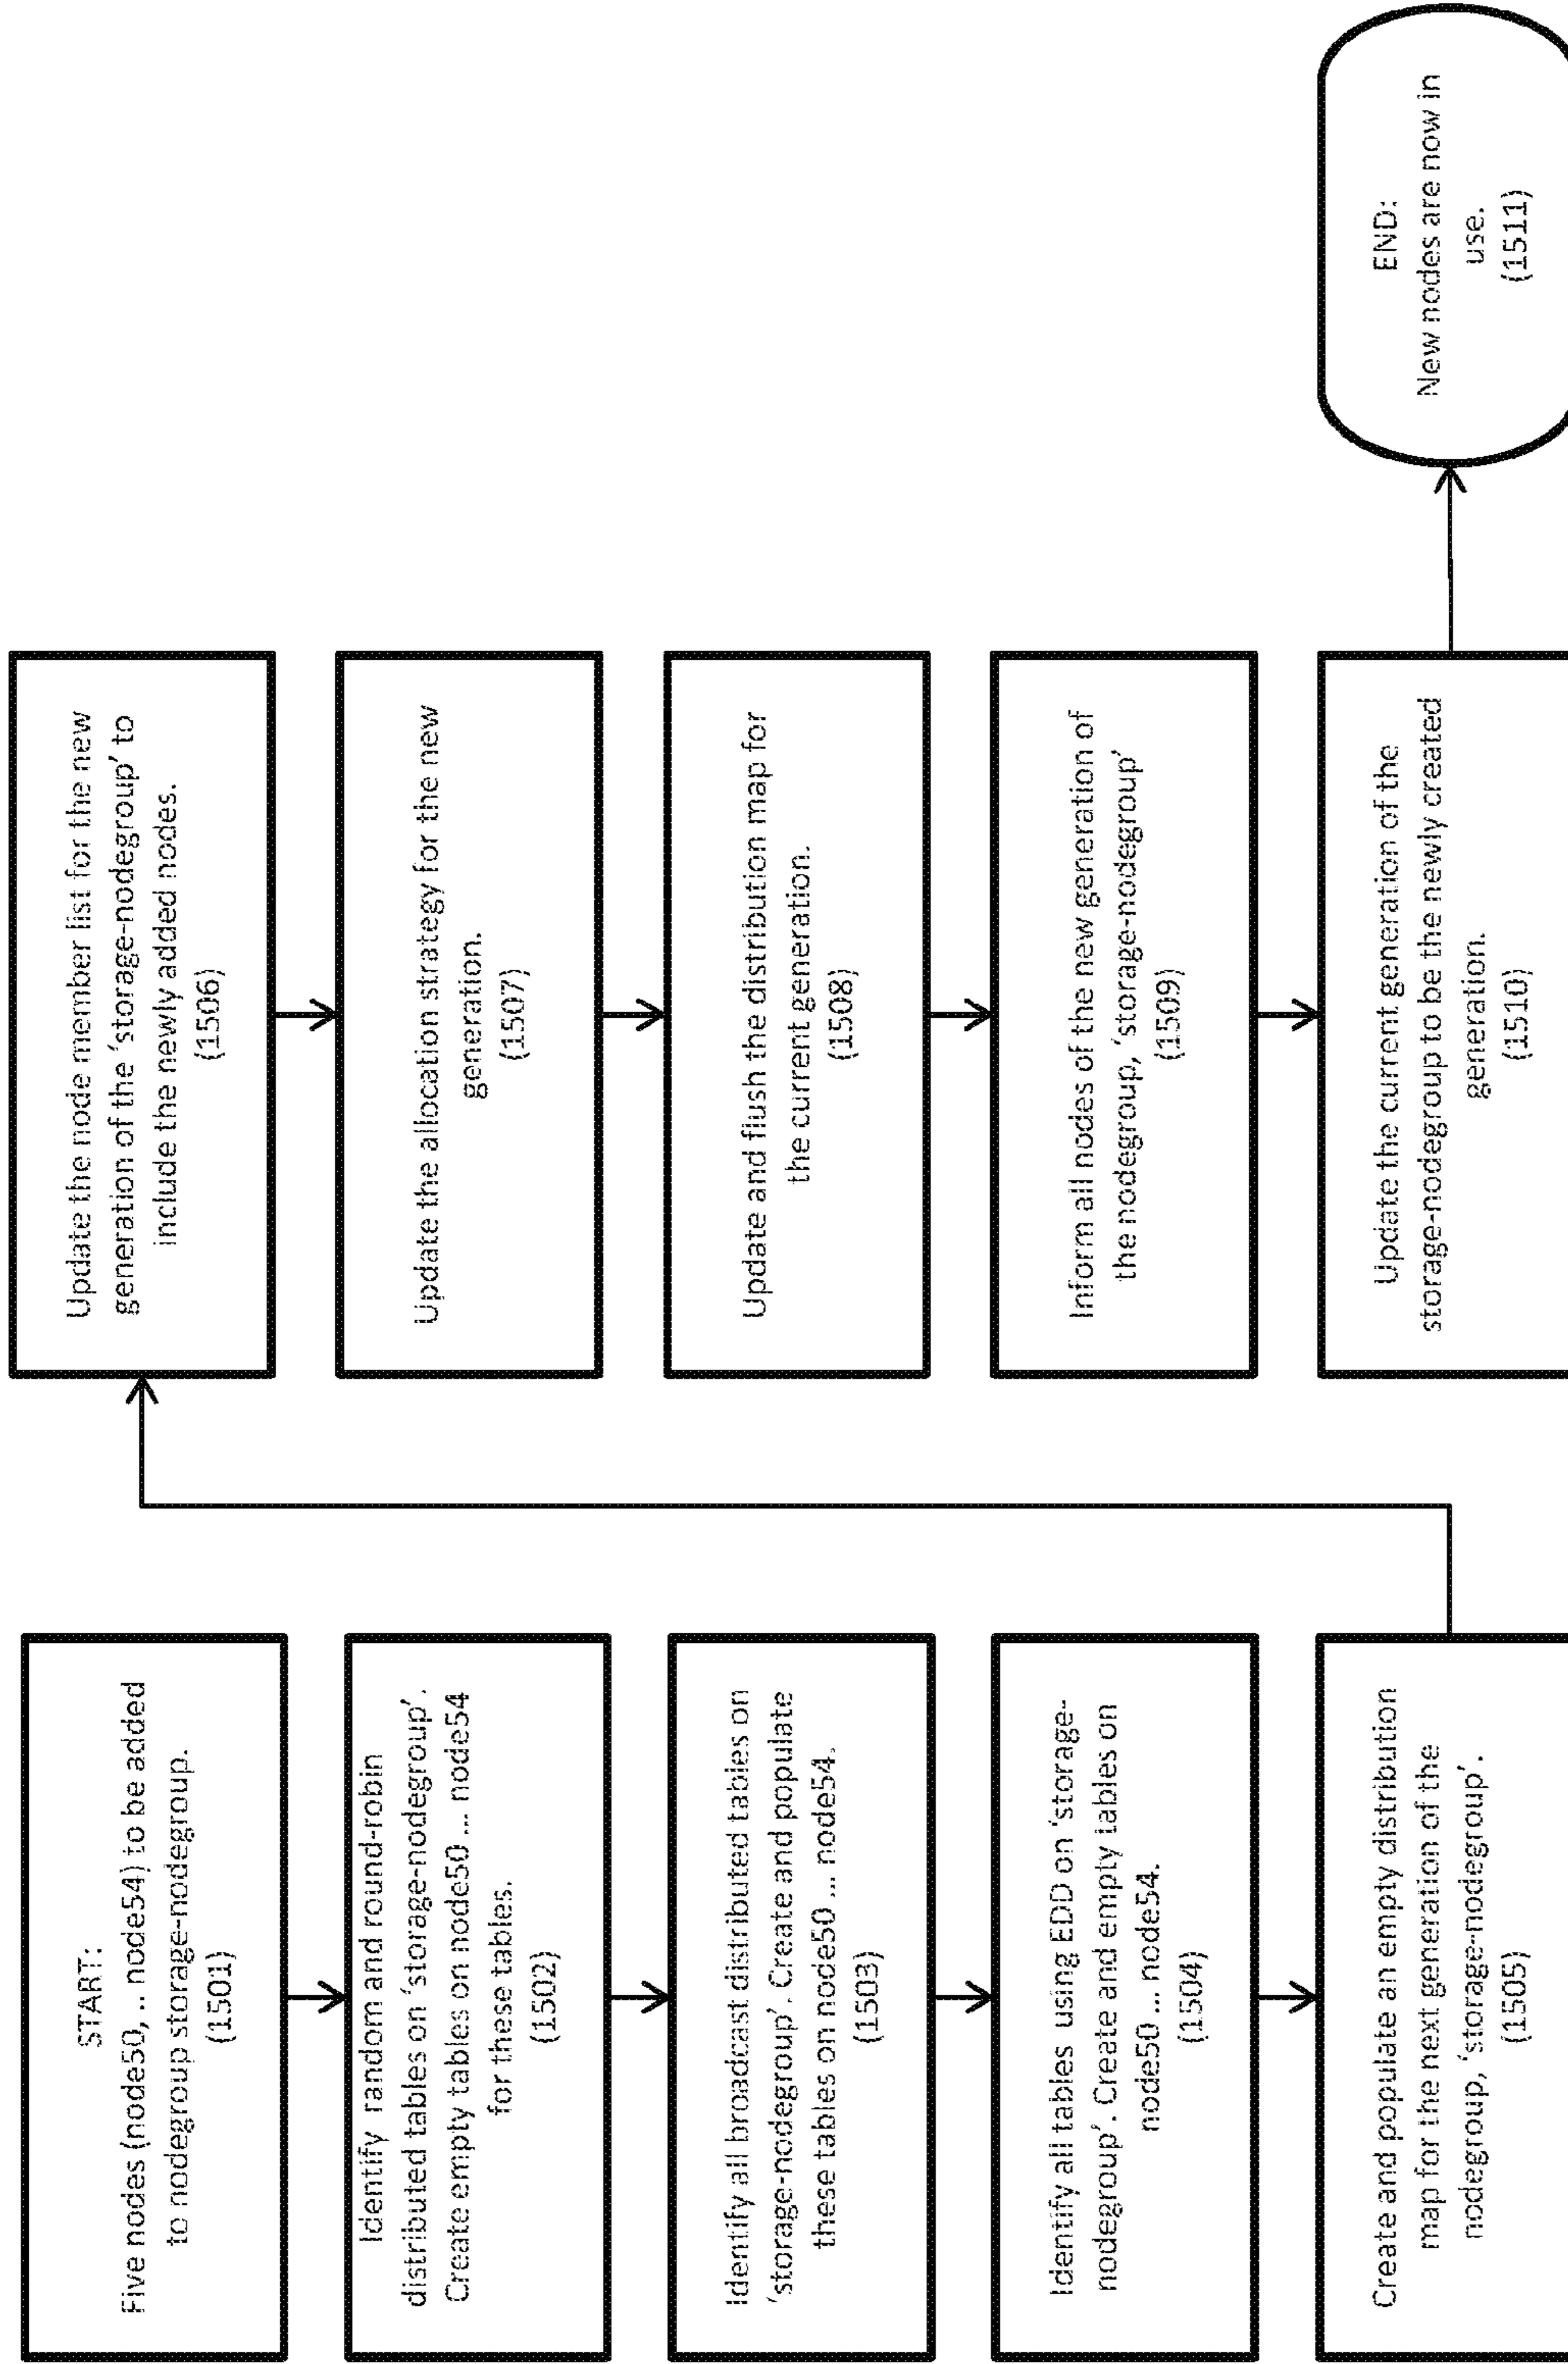 START:
Five nodes (node50, .. node54) to be added
to nodegroup storage-nodegroup.
(1501)
Identify random and round-robin
distributed tables on ‘storage-nodegroup’.
Create empty tables on node50 ... node54
for these tables.
(1502)
Identify all broadcast distributed tables on
‘storage-nodegroup’. Create and populate
these tables on node50 ... node54.
(1503)
Identify all tables using EDD on ‘storage-
nodegroup’. Create and empty tables on
node50 ... node54.
(1504)
Create and populate an empty distribution
map for the next generation of the
nodegroup, ‘storage-nodegroup’.
(1505)
Update the node member list for the new
generation of the ‘storage-nodegroup’ to
include the newly added nodes.
(1506)
Update the allocation strategy for the new
generation.
(1507)
Update and flush the distribution map for
the current generation.
(1508)
Inform all nodes of the new generation of
the nodegroup, ‘storage-nodegroup’
(1509)
Update the current generation of the
storage-nodegroup to be the newly created
generation.
(1510)
END:
New nodes are now in
use.
(1511)